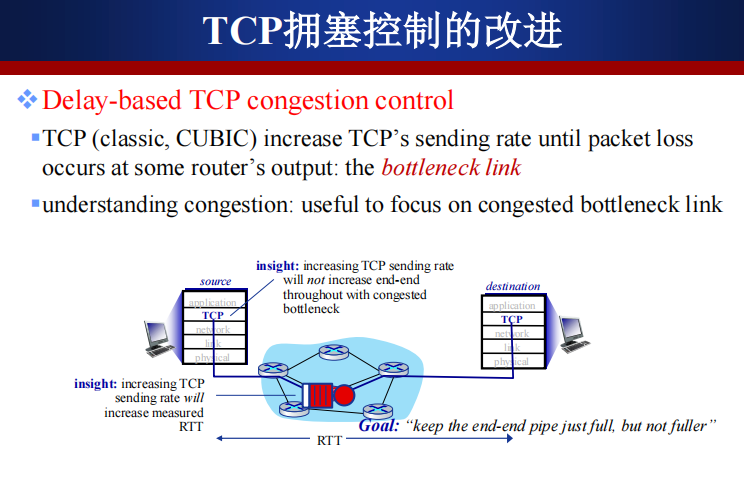 TCP拥塞控制的改进
Delay-based TCP congestion control
TCP (classic, CUBIC) increase TCP's sending rate until packet loss
occurs at some router's output: the bottleneck link
understanding congestion: useful to focus on congested bottleneck link
insight: increasing TCP sending rate
will not increase end-end
throughout with congested
bottleneck
source
application
TCP
network
link
physical
destination
application
TCP
network
link
physical
insight: increasing TCP
sending rate will
increase measured
RTT
Goal: “keep the end-end pipe just full, but not fuller”
RTT